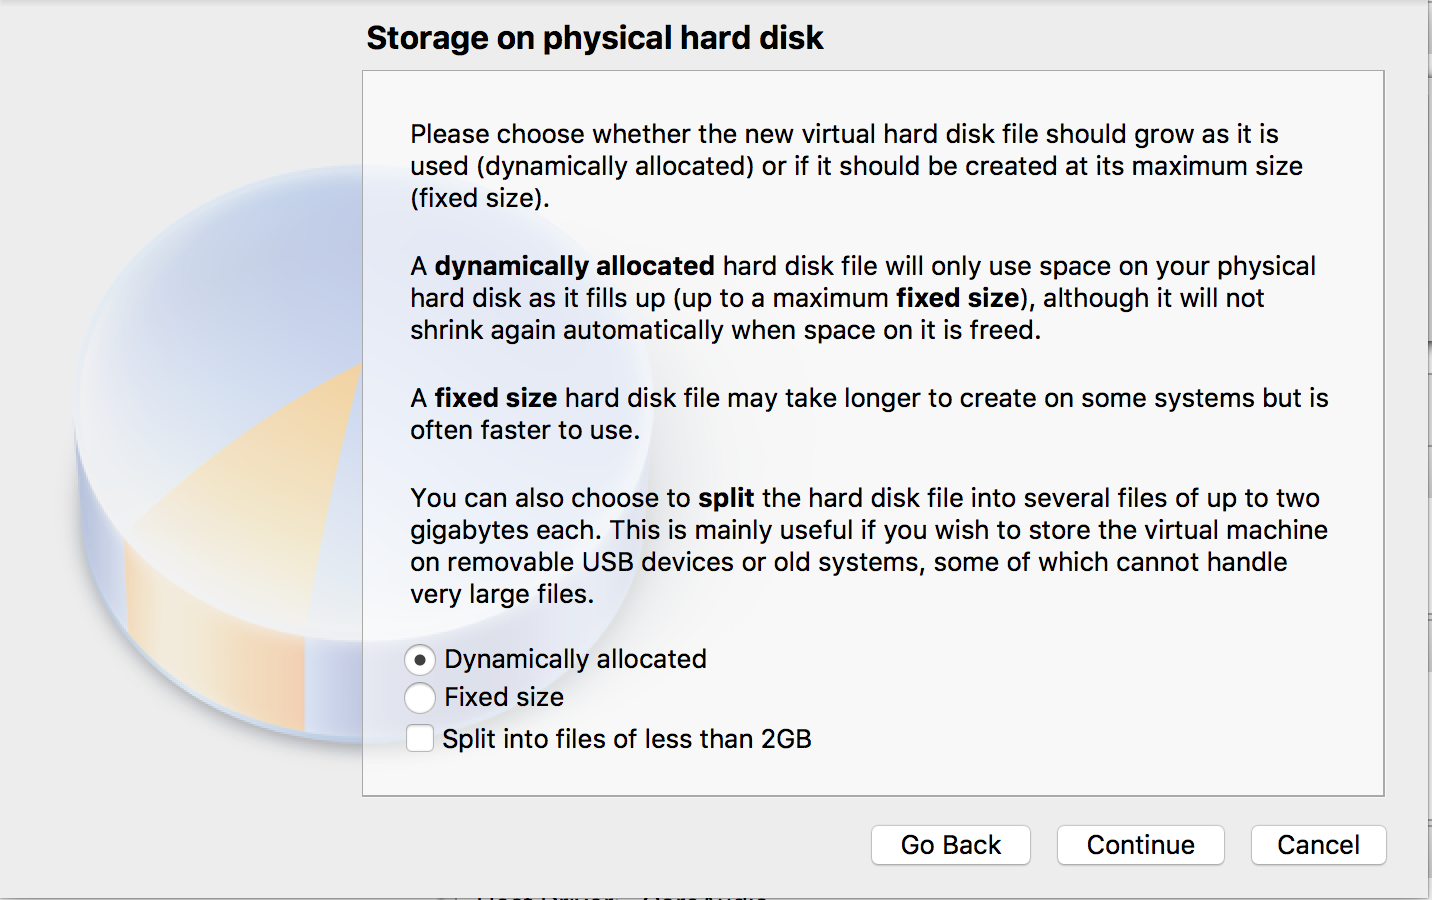 Storage on physical hard disk
Please choose whether the new virtual hard disk file should grow as it is
used (dynamically allocated) or if it should be created at its maximum size
(fixed size).
A dynamically allocated hard disk file will only use space on your physical
hard disk as it fills up (up to a maximum fixed size), although it will not
shrink again automatically when space on it is freed.
A fixed size hard disk file may take longer to create on some systems but is
often faster to use.
You can also choose to split the hard disk file into several files of up to two
gigabytes each. This is mainly useful if you wish to store the virtual machine
on removable USB devices or old systems, some of which cannot handle
very large files.
Dynamically allocated
Fixed size
Split into files of less than 2GB
Go Back Continue Cancel